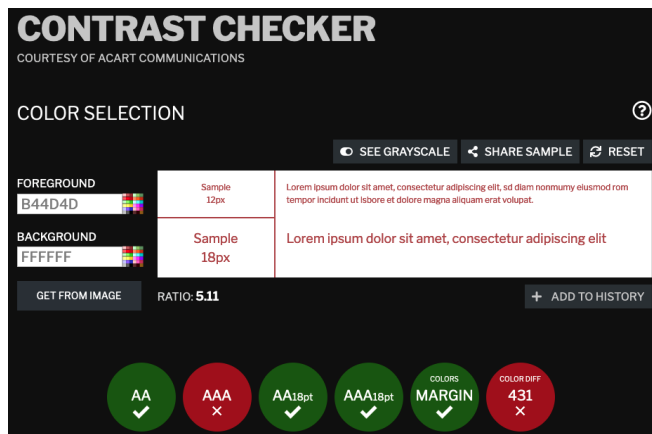 CONTRAST CHECKER
COURTESY OF ACART COMMUNICATIONS
COLOR SELECTION
?
SEE GRAYSCALE SHARE SAMPLE RESET
FOREGROUND
B44D4D
BACKGROUND
FFFFFF
GET FROM IMAGE
Sample
12px
Lorem ipsum dolor sit amet, consectetur adipiscing elit, sd diam nonmumy eiusmod rom
tempor incidunt ut lsbore et dolore magna aliquam erat volupat.
Sample
18px
Lorem ipsum dolor sit amet, consectetur adipiscing elit
RATIO: 5.11
+ ADD TO HISTORY
AA
AAA
AA18pt
AAA18pt
COLORS
MARGIN
COLOR DIFF
431